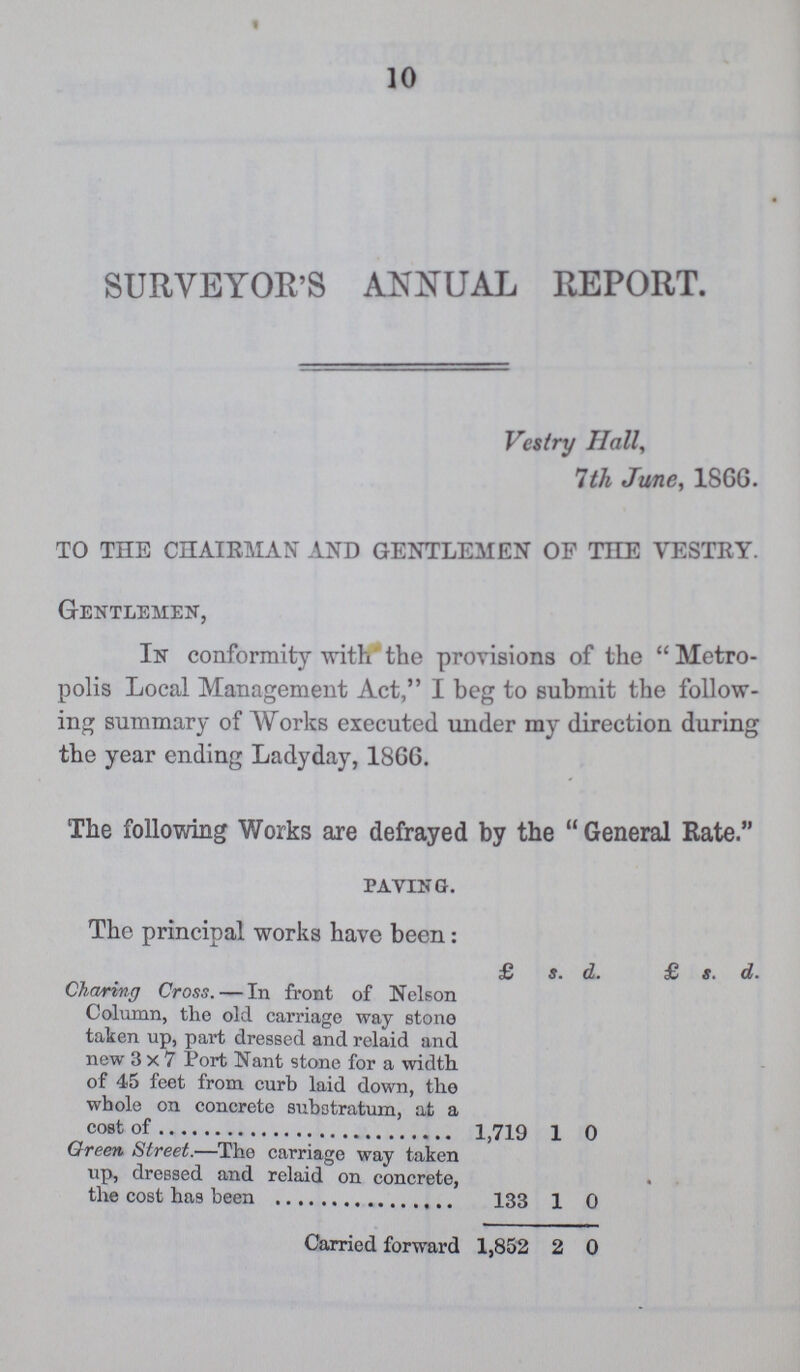 10
SURVEYOR'S ANNUAL REPORT.
Vestry Hall,
7th June, 1866.
TO THE CHAIRMAN AND GENTLEMEN OF THE VESTRY.
GENTLEMEN,
IN conformity with the provisions of the "Metro-
polis Local Management Act," I beg to submit the follow-
ing summary of Works executed under my direction during
the year ending Ladyday, 1866.
The following Works are defrayed by the "General Rate."
PAVING.
The principal works have been:
£ s. d. £ s. d.
Charing Cross.—In front of Nelson
Column, the old carriage way stone
taken up, part dressed and relaid and
new 3 x 7 Port Nant stone for a width
of 45 feet from curb laid down, the
whole on concrete substratum, at a
cost of .......................... 1,719 1 0
Green Street.—The carriage way taken
up, dressed and relaid on concrete,
the cost has been ................ 133 1 0
Carried forward 1,852 2 0